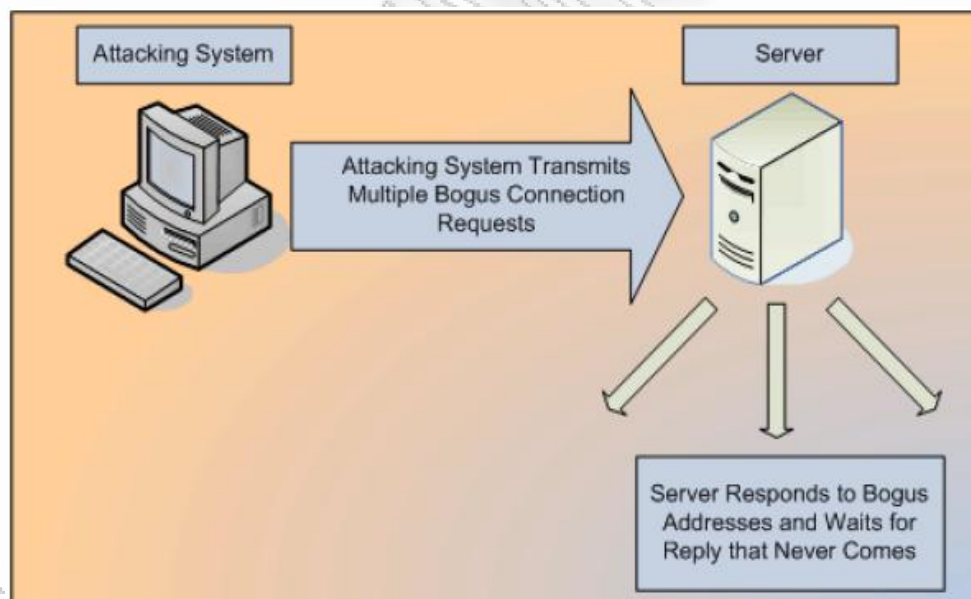 Attacking System
Server
Attacking System Transmits
Multiple Bogus Connection
Requests
Server Responds to Bogus
Addresses and Waits for
Reply that Never Comes